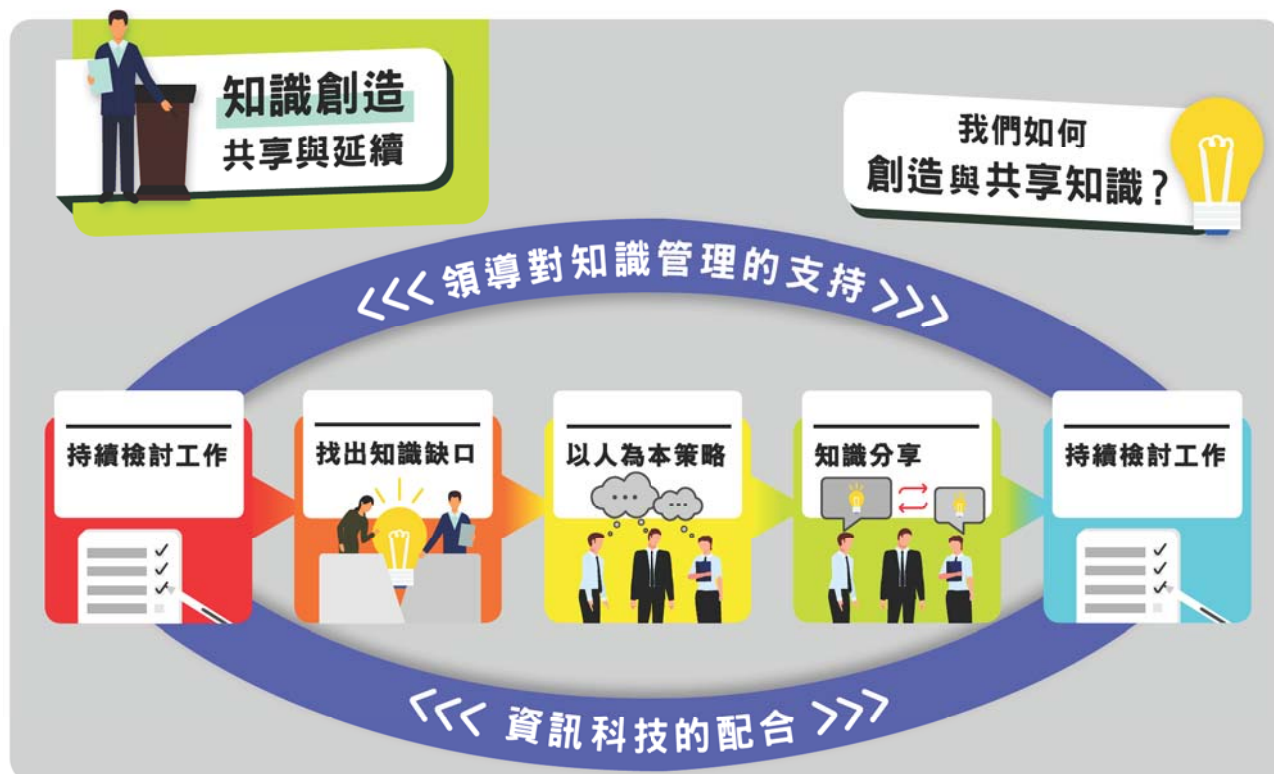 知識創造
共享與延續
我們如何
創造與共享知識?
<<< 領導對知識管理的支持 >>>
持續檢討工作
找出知識缺口
以人為本策略
知識分享
持續檢討工作
<<< 資訊科技的配合 >>>